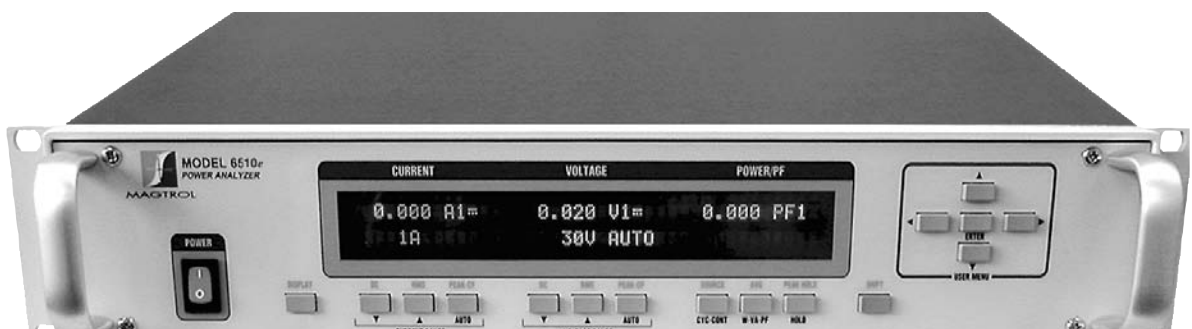 MODEL 6510e
POWER ANALYZER
MAGTROL
CURRENT VOLTAGE POWER/PF
0.000 A1 0.020 V1 0.000 PF1
1A 30V AUTO
POWER
I
O
ENTER
USER MENU
DISPLAY DC RMS PEAK-CF DC RMS PEAK-CF SOURCE AVG PEAK HOLD SHIFT
AUTO AUTO CYC-CONT W-VA-PF HOLD